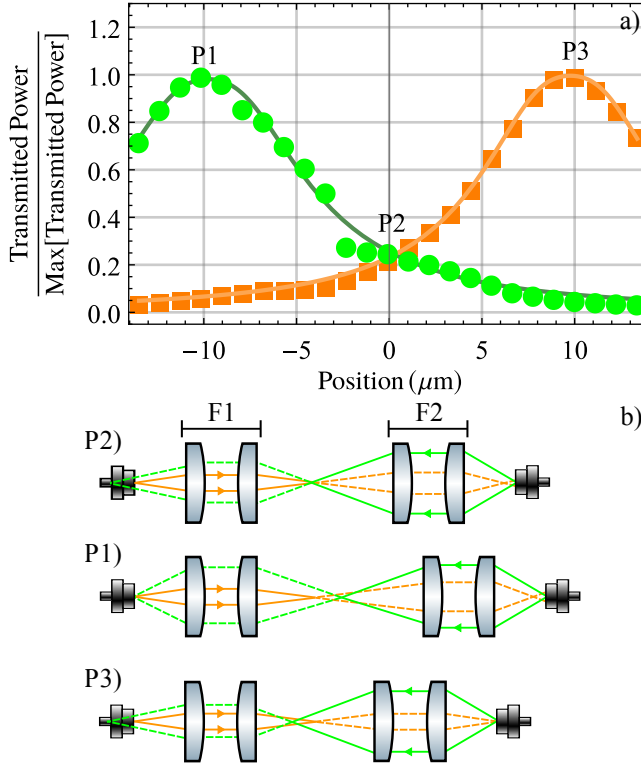 a)
1.2
1.0
0.8
0.6
0.4
0.2
0.0
Transmitted Power
Max[Transmitted Power]
P1
P2
P3
−10
−5
0
5
10
Position (μm)
b)
F1
F2
P2)
P1)
P3)